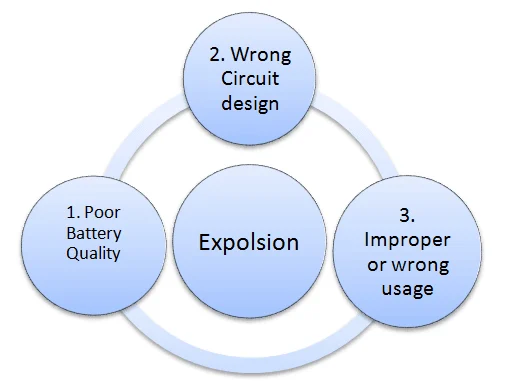 2. Wrong
Circuit
design
1. Poor
Battery
Quality
Expolsion
3.
Improper
or wrong
usage